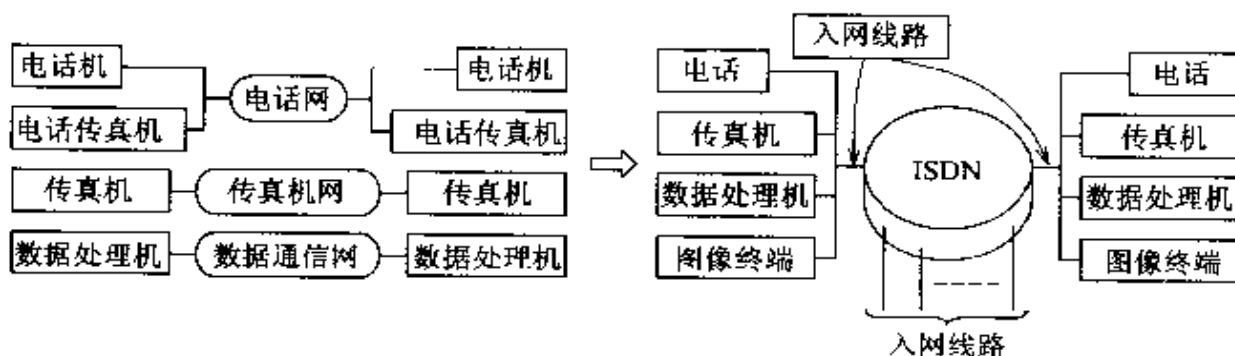 电话机
电话传真机
电话网
电话机
电话传真机
传真机
传真机网
传真机
数据处理机
数据通信网
数据处理机
入网线路
电话
传真机
数据处理机
图像终端
ISDN
电话
传真机
数据处理机
图像终端
入网线路